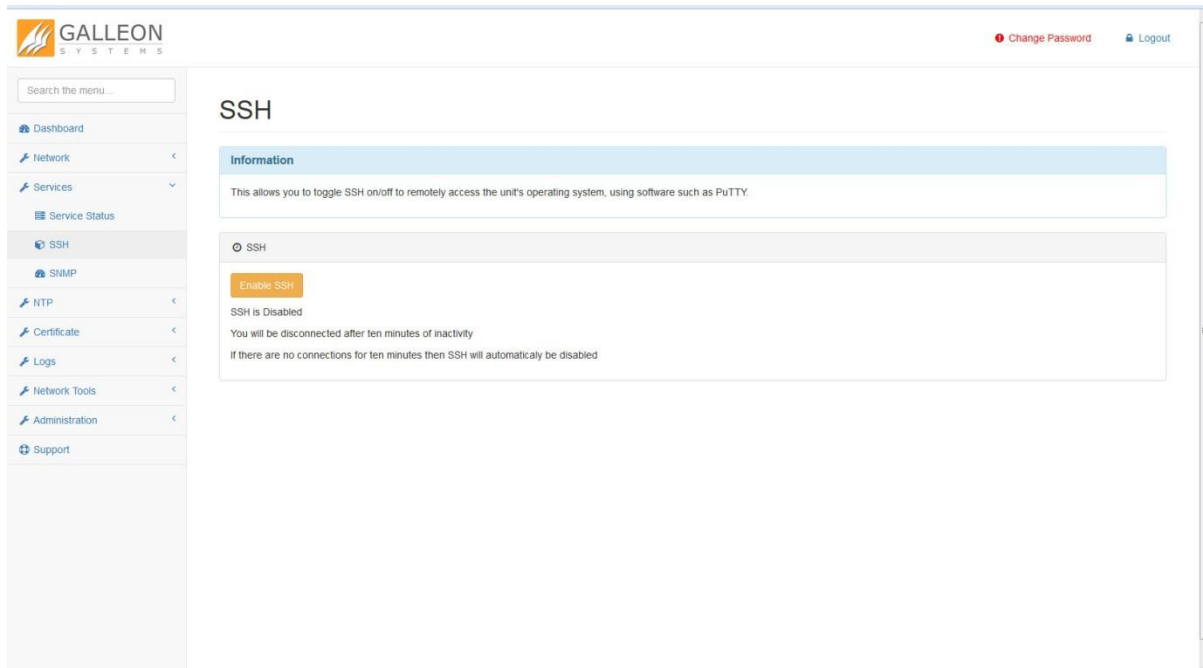 GALLEON
SYSTEMS
Change Password
Logout
Search the menu...
Dashboard
Network
Services
Service Status
SSH
SNMP
NTP
Certificate
Logs
Network Tools
Administration
Support
SSH
Information
This allows you to toggle SSH on/off to remotely access the unit's operating system, using software such as PuTTY.
SSH
Enable SSH
SSH is Disabled
You will be disconnected after ten minutes of inactivity
If there are no connections for ten minutes then SSH will automaticaly be disabled